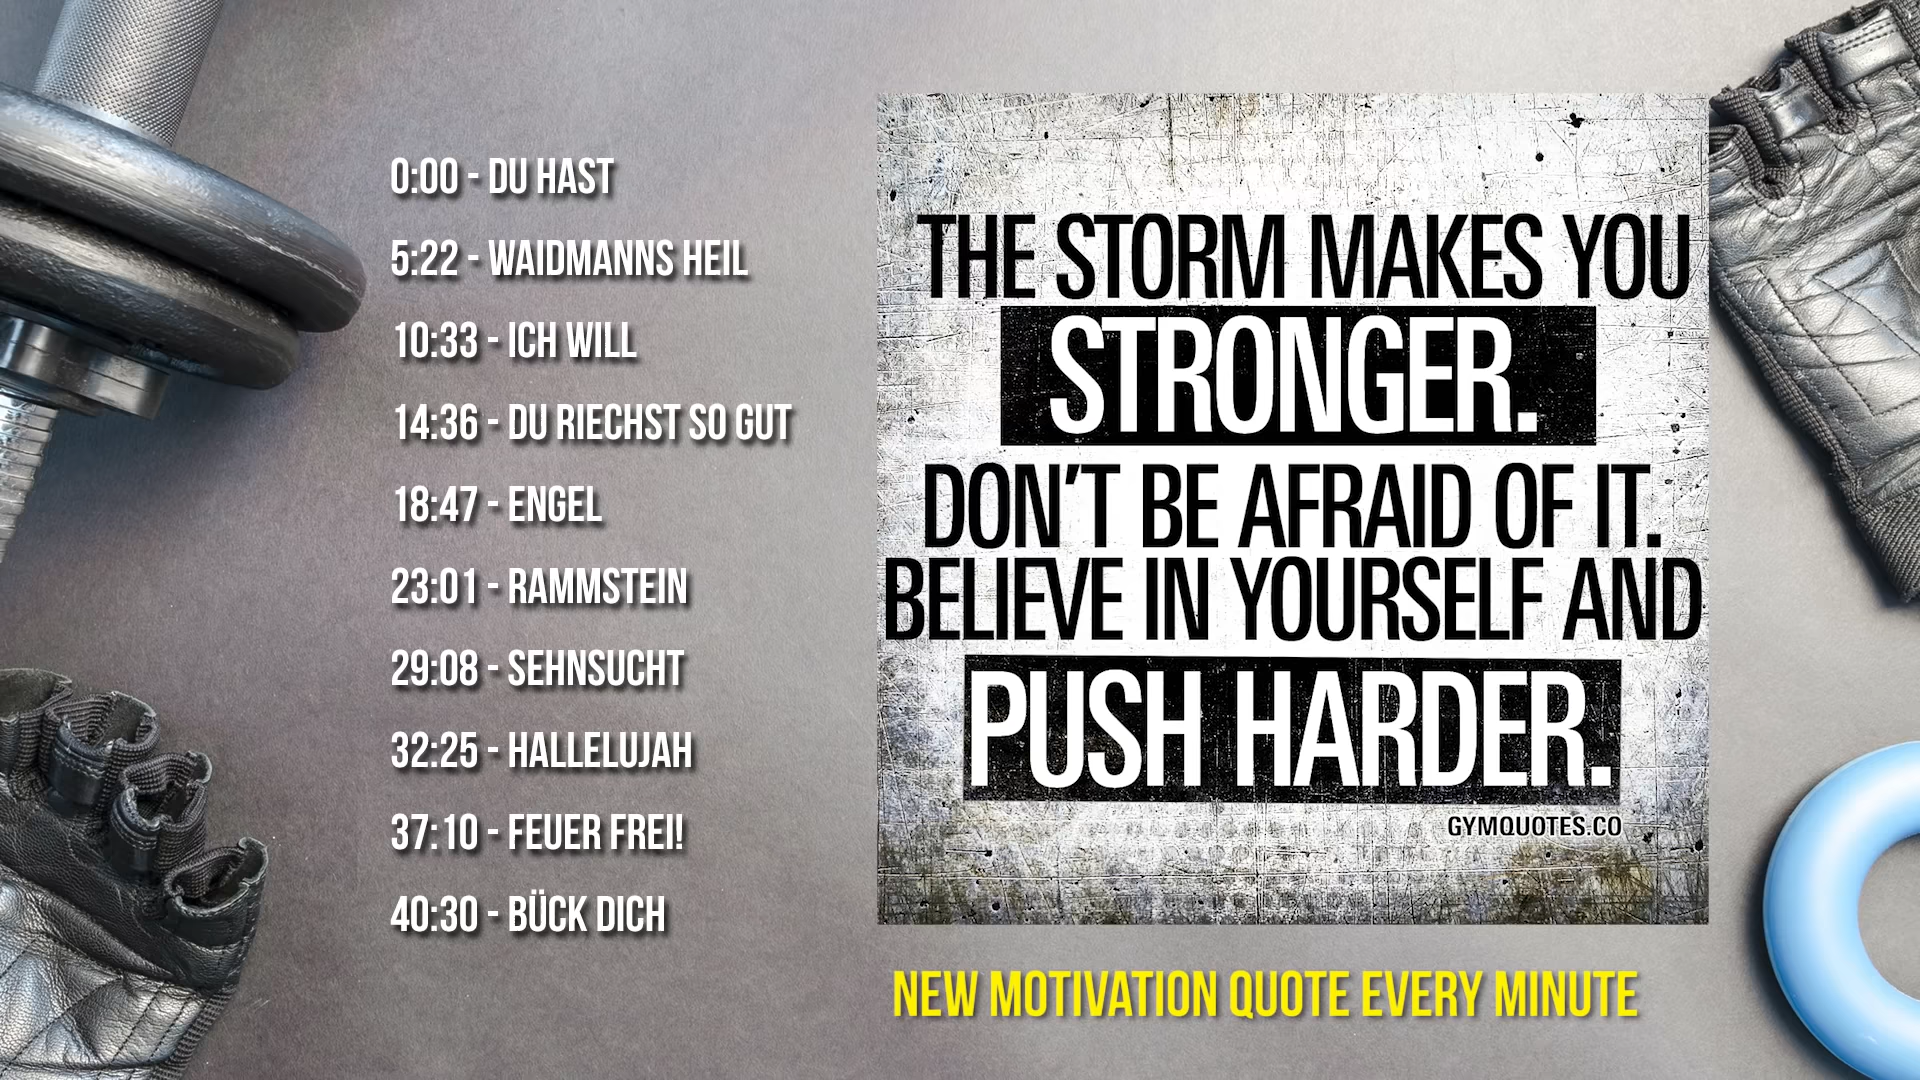 0:00 - DU HAST
5:22 - WAIDMANNS HEIL
10:33 - ICH WILL
14:36 - DU RIECHST SO GUT
18:47 - ENGEL
23:01 - RAMMSTEIN
29:08 - SEHNSUCHT
32:25 - HALLELUJAH
37:10 - FEUER FREI!
40:30 - BÜCK DICH
THE STORM MAKES YOU
STRONGER.
DON'T BE AFRAID OF IT.
BELIEVE IN YOURSELF AND
PUSH HARDER.
GYMQUOTES.CO
NEW MOTIVATION QUOTE EVERY MINUTE